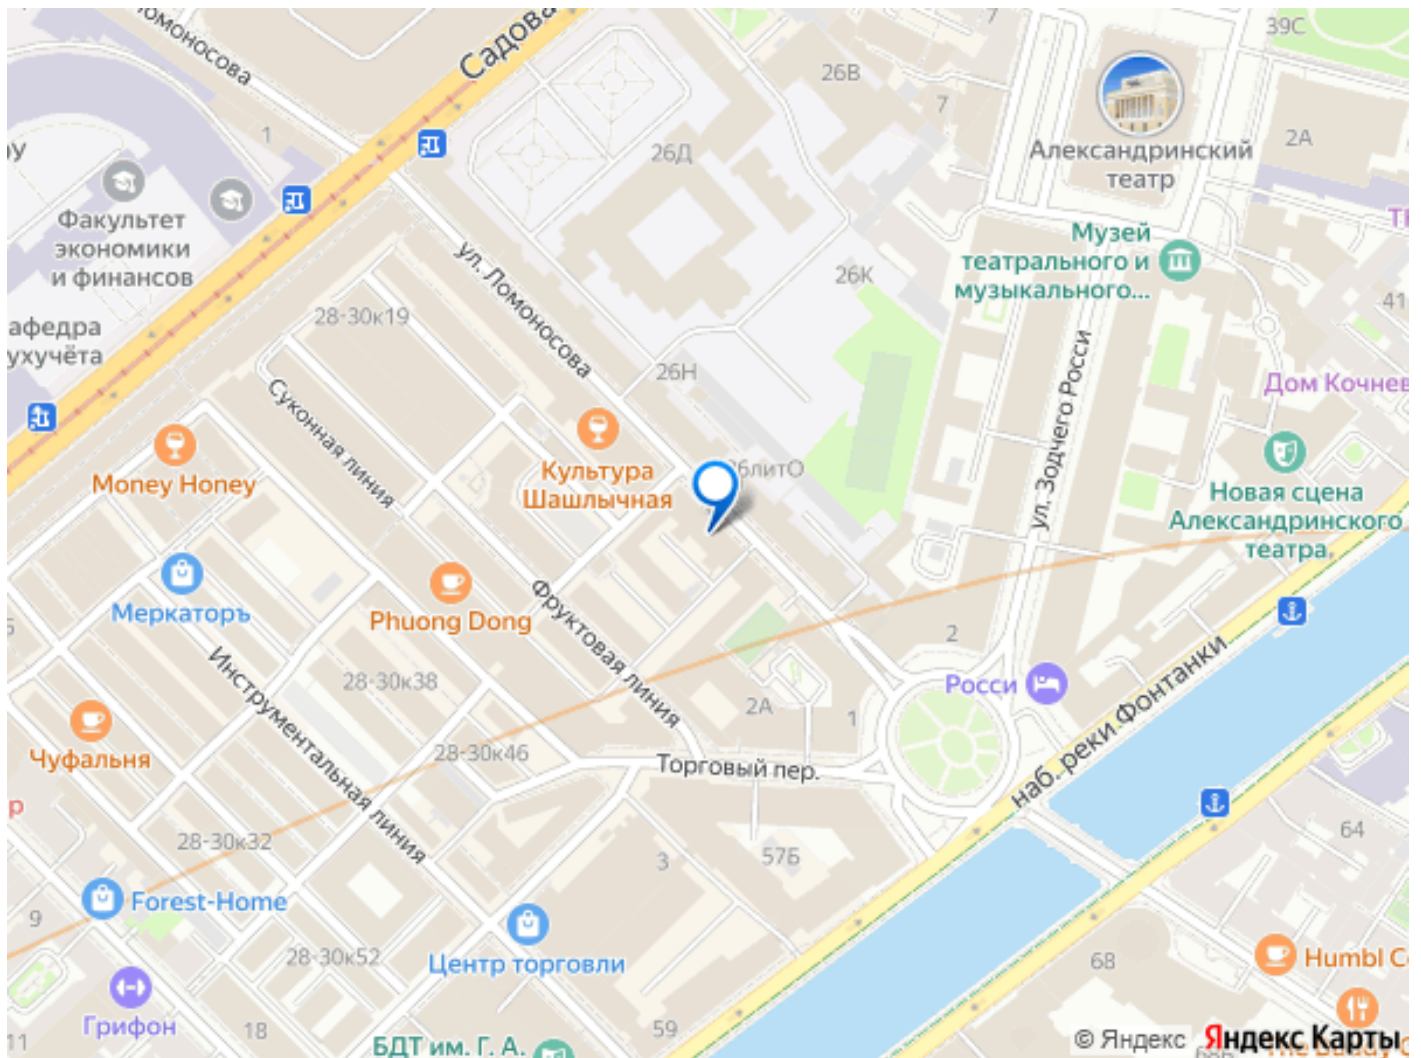 Ломоносова
Садова
39С
7
26В
7
2А
1
26Д
Александринский
театр
Факультет
экономики
и финансов
Музей
театрального и
музыкального...
ул. Ломоносова
26К
41
28-30к19
афедра
ухучёта
26Н
ул. Зодчего Росси
Дом Кочнев
Суконная линия
Культура
Шашлычная
Money Honey
Новая сцена
Александринского
театра
Меркаторъ
Phuong Dong
Фруктовая линия
2
Росси
наб. реки Фонтанки
Инструментальная линия
28-30к38
2А
1
Чуфальня
28-30к46
Торговый пер.
р
28-30к32
3
57Б
64
Forest-Home
9
28-30к52
Центр торговли
68
Humbl C
Грифон
18
59
11
БДТ им. Г. А.
© Яндекс
Яндекс Карты